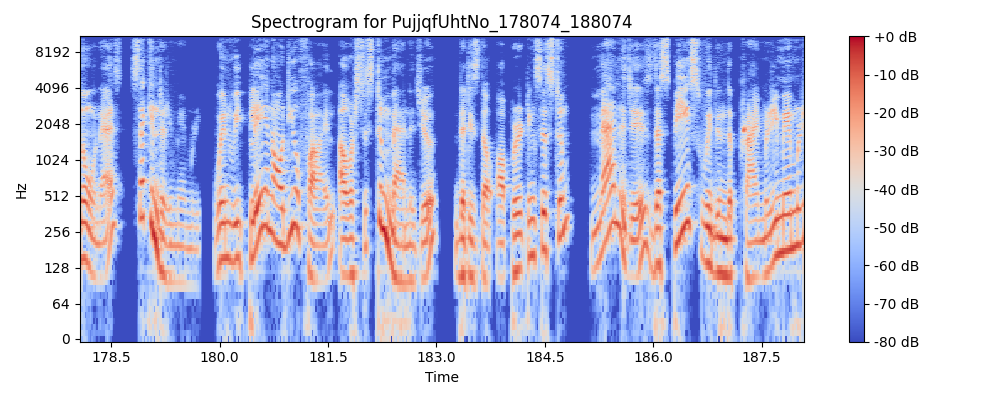 Spectrogram for PujjqfUhtNo_178074_188074
8192
4096
2048
1024
512
256
128
64
0
Hz
178.5 180.0 181.5 183.0 184.5 186.0 187.5
Time
+0 dB
-10 dB
-20 dB
-30 dB
-40 dB
-50 dB
-60 dB
-70 dB
-80 dB